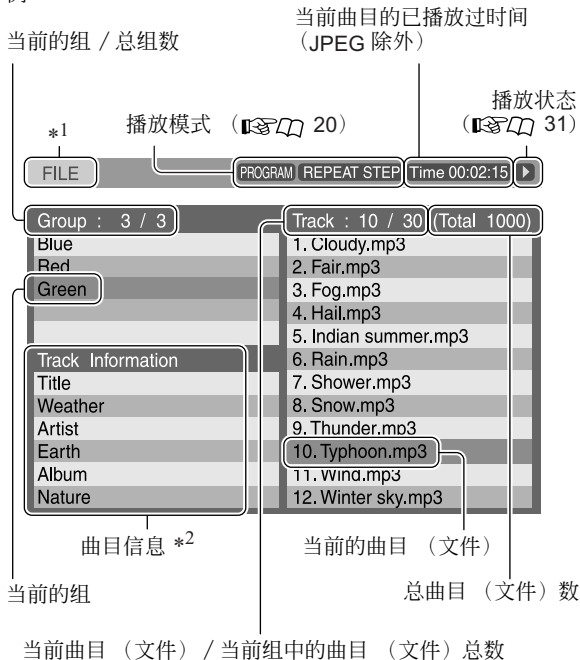 例
当前曲目的已播放过时间
（JPEG 除外）
当前的组 / 总组数
播放状态
（ 31）
*1
播放模式 （ 20）
FILE
PROGRAM REPEAT STEP Time 00:02:15
Group : 3 / 3
Track : 10 / 30 (Total 1000)
Blue
Red
Green
1. Cloudy.mp3
2. Fair.mp3
3. Fog.mp3
4. Hail.mp3
5. Indian summer.mp3
6. Rain.mp3
7. Shower.mp3
8. Snow.mp3
9. Thunder.mp3
10. Typhoon.mp3
11. Wind.mp3
12. Winter sky.mp3
Track Information
Title
Weather
Artist
Earth
Album
Nature
曲目信息 *2
当前的曲目 （文件）
当前的组
总曲目 （文件）数
当前曲目 （文件） / 当前组中的曲目 （文件）总数